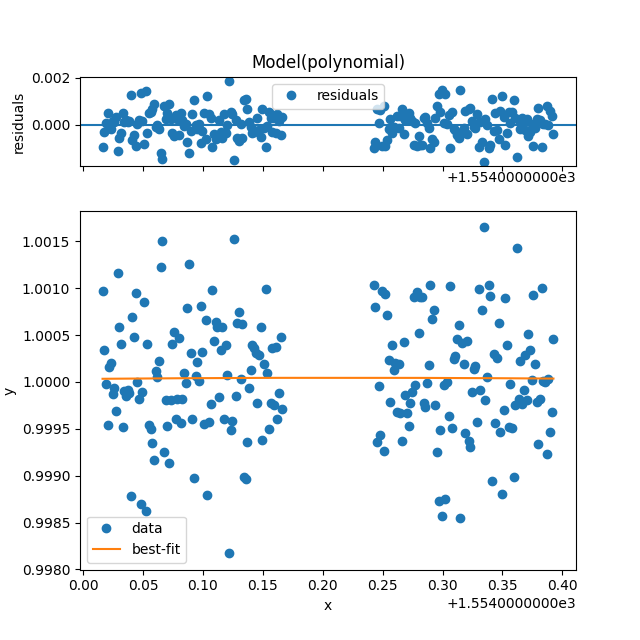 Model(polynomial)
residuals
0.002
0.000
residuals
+1.5540000000e3
y
1.0015
1.0010
1.0005
1.0000
0.9995
0.9990
0.9985
0.9980
data
best-fit
0.00 0.05 0.10 0.15 0.20 0.25 0.30 0.35 0.40
x
+1.5540000000e3